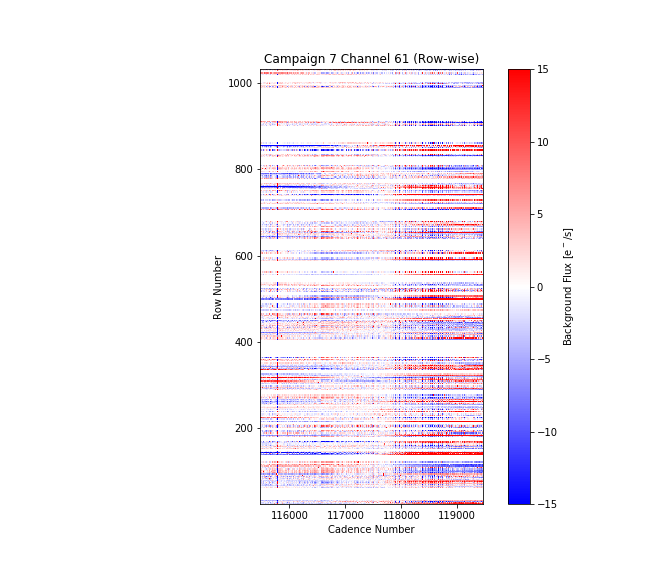 Campaign 7 Channel 61 (Row-wise)
1000
800
600
400
200
Row Number
116000 117000 118000 119000
Cadence Number
15
10
5
0
−5
−10
−15
Background Flux [e⁻/s]